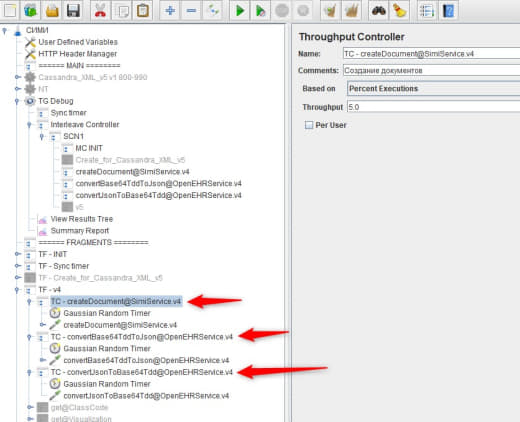 СИМИ
User Defined Variables
HTTP Header Manager
====== MAIN ========
Cassandra_XML_v5 v1 800-990
NT
TG Debug
Sync timer
Interleave Controller
SCN1
MC INIT
Create_for_Cassandra_XML_v5
createDocument@SimiService.v4
convertBase64TddToJson@OpenEHRService.v4
convertJsonToBase64Tdd@OpenEHRService.v4
v5
View Results Tree
Summary Report
====== FRAGMENTS ========
TF - INIT
TF - Sync timer
TF - Create_for_Cassandra_XML_v5
TF - v4
TC - createDocument@SimiService.v4
Gaussian Random Timer
createDocument@SimiService.v4
TC - convertBase64TddToJson@OpenEHRService.v4
Gaussian Random Timer
convertBase64TddToJson@OpenEHRService.v4
TC - convertJsonToBase64Tdd@OpenEHRService.v4
Gaussian Random Timer
convertJsonToBase64Tdd@OpenEHRService.v4
get@ClassCode
get@Visualization
Throughput Controller
Name: TC - createDocument@SimiService.v4
Comments: Создание документов
Based on Percent Executions
Throughput 5.0
Per User